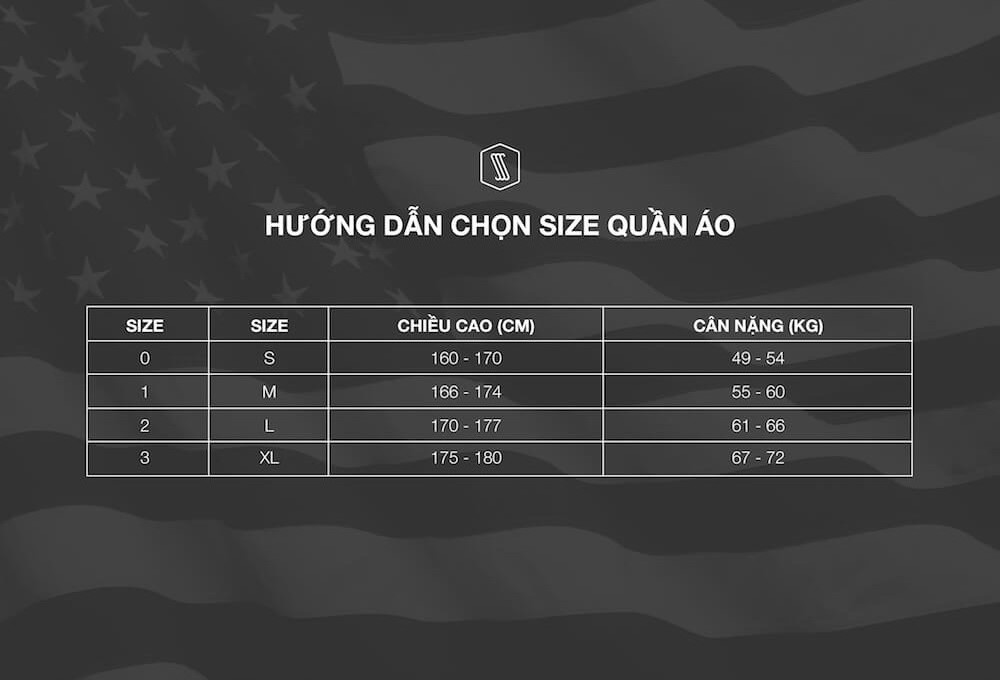 HƯỚNG DẪN CHỌN SIZE QUẦN ÁO
SIZE SIZE CHIỀU CAO (CM) CÂN NẶNG (KG)
0 S 160 - 170 49 - 54
1 M 166 - 174 55 - 60
2 L 170 - 177 61 - 66
3 XL 175 - 180 67 - 72